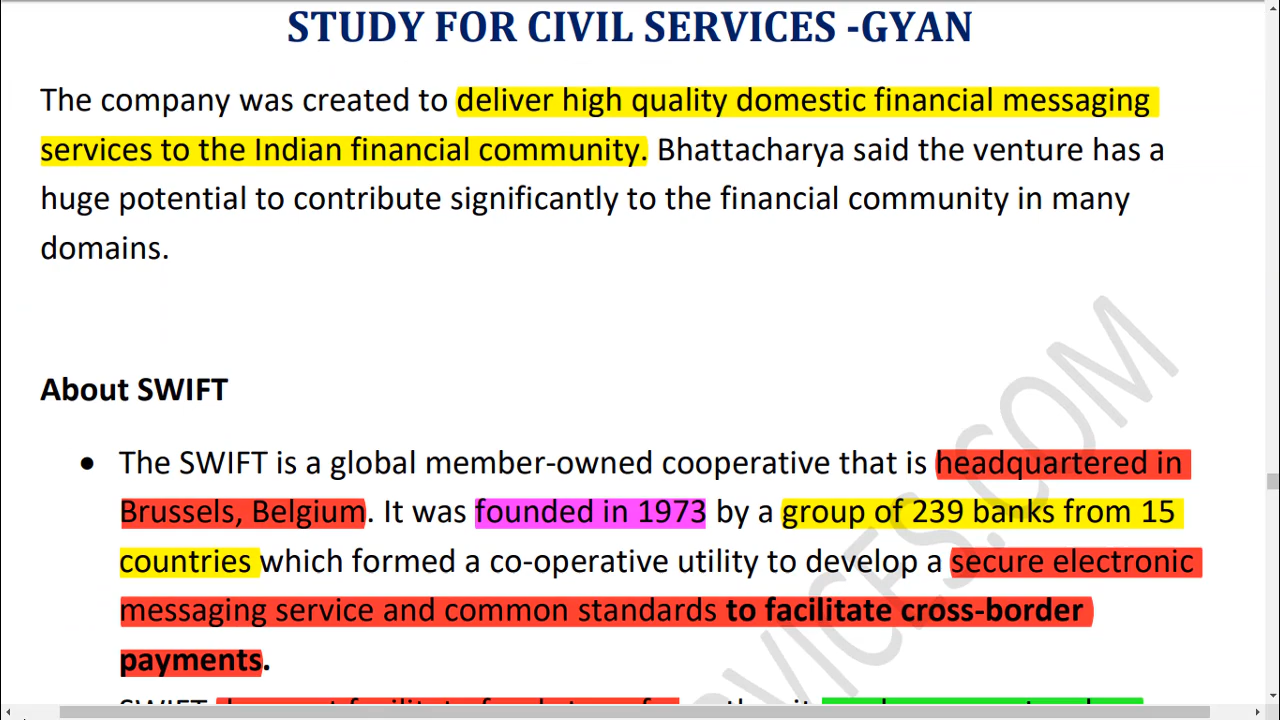 STUDY FOR CIVIL SERVICES -GYAN
The company was created to deliver high quality domestic financial messaging
services to the Indian financial community. Bhattacharya said the venture has a
huge potential to contribute significantly to the financial community in many
domains.
About SWIFT
• The SWIFT is a global member-owned cooperative that is headquartered in
Brussels, Belgium. It was founded in 1973 by a group of 239 banks from 15
countries which formed a co-operative utility to develop a secure electronic
messaging service and common standards to facilitate cross-border
payments.